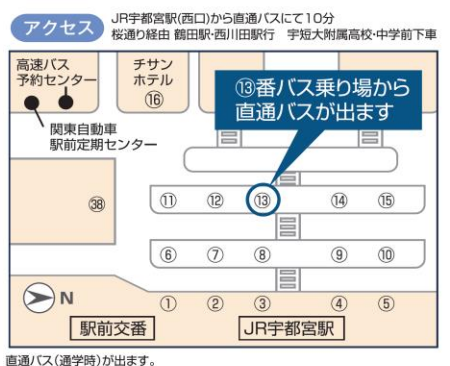 アクセス
JR宇都宮駅(西口)から直通バスにて10分
桜通り経由 鶴田駅・西川田駅行　宇短大附属高校・中学前下車
高速バス
予約センター
チサン
ホテル
⑯
⑬番バス乗り場から
直通バスが出ます
関東自動車
駅前定期センター
㊳
⑪ ⑫ ⑬ ⑭ ⑮
⑥ ⑦ ⑧ ⑨ ⑩
N
① ② ③ ④ ⑤
駅前交番
JR宇都宮駅
直通バス(通学時)が出ます。